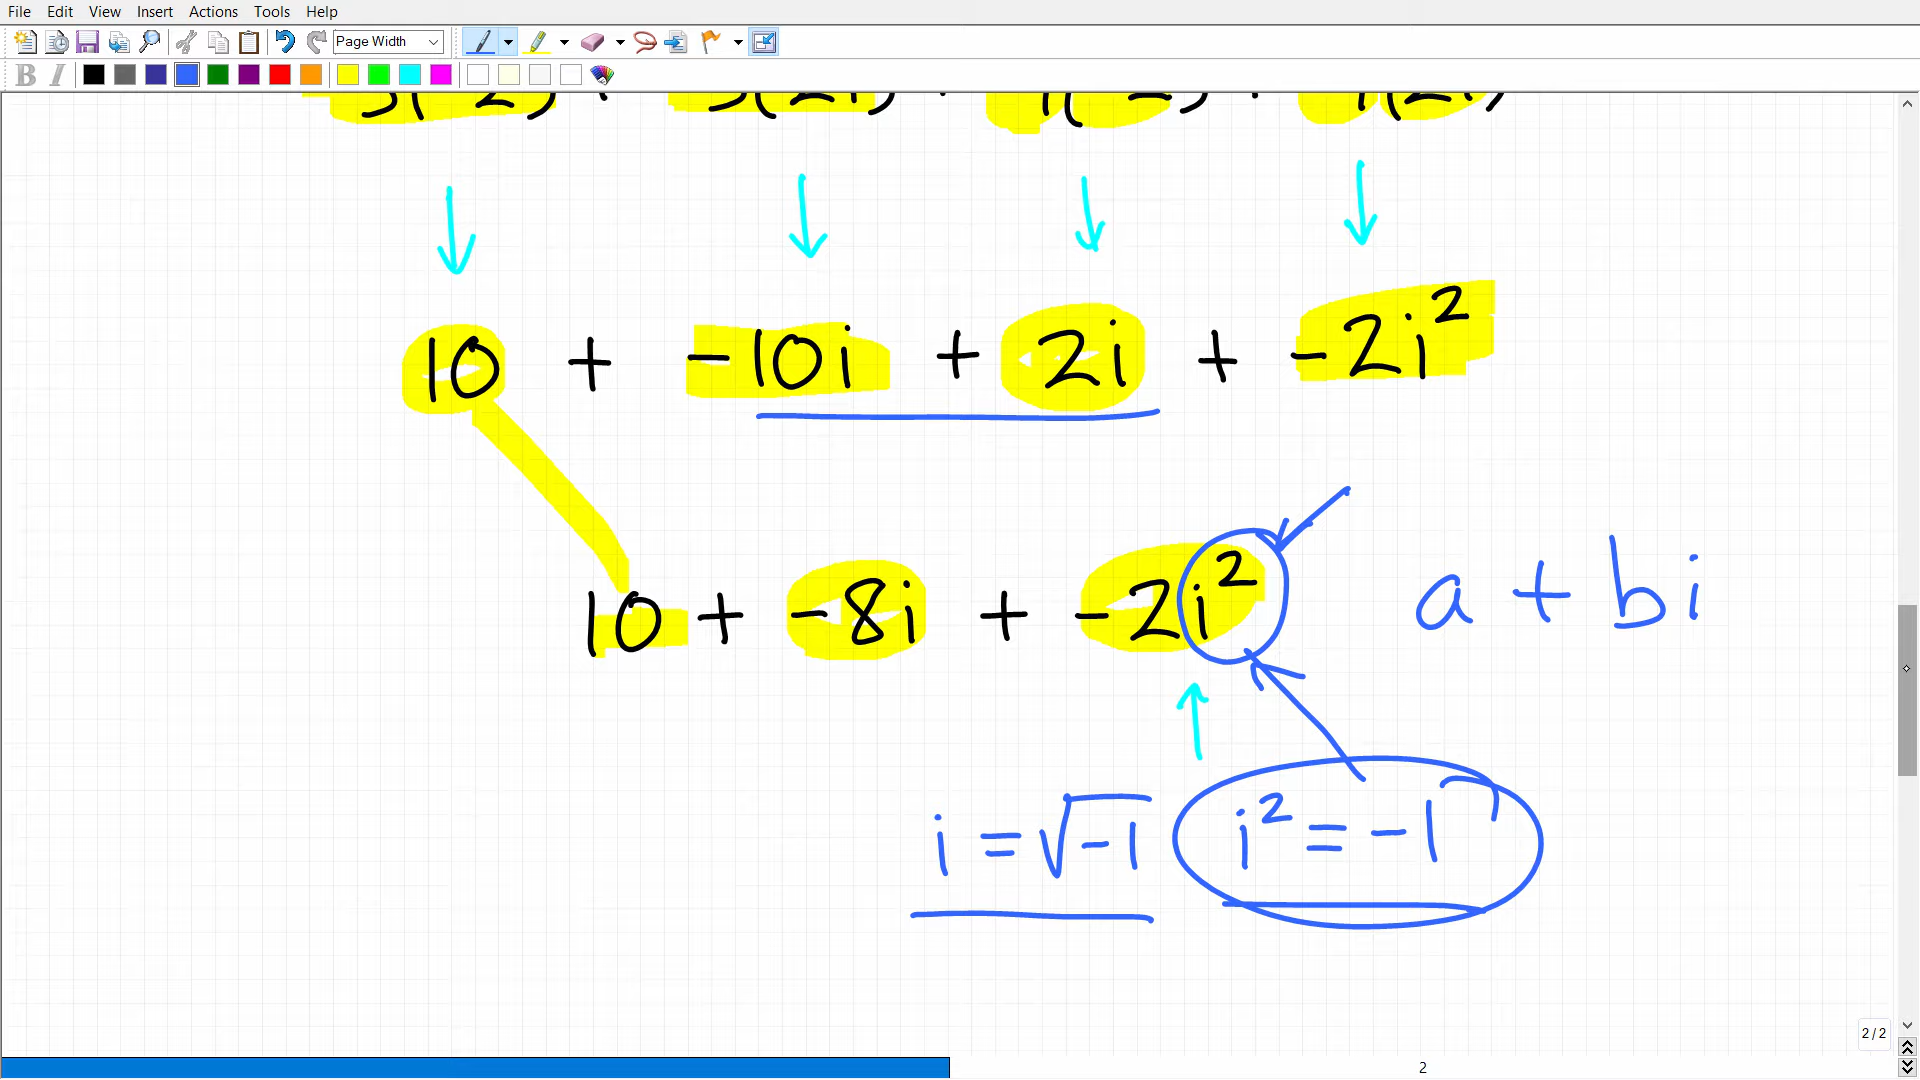 File Edit View Insert Actions Tools Help
Page Width
B I
10 + -10i + 2i + -2i²
10 + -8i + -2i²
a + bi
i = √-1
i² = -1
2 / 2
2